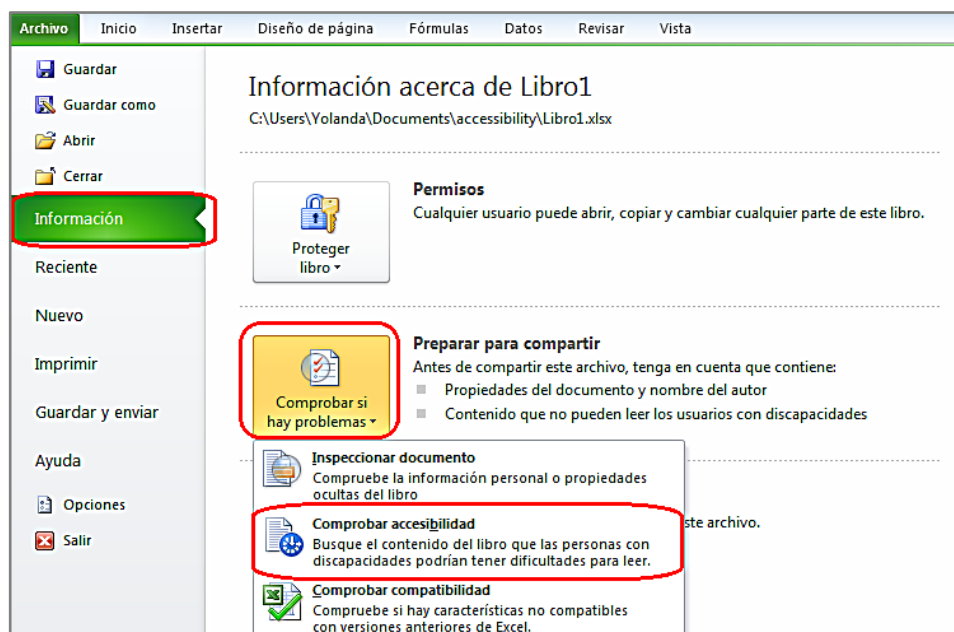 Archivo Inicio Insertar Diseño de página Fórmulas Datos Revisar Vista
Guardar
Guardar como
Abrir
Cerrar
Información
Reciente
Nuevo
Imprimir
Guardar y enviar
Ayuda
Opciones
Salir
Información acerca de Libro1
C:\Users\Yolanda\Documents\accessibility\Libro1.xlsx
Proteger
libro
Permisos
Cualquier usuario puede abrir, copiar y cambiar cualquier parte de este libro.
Comprobar si
hay problemas
Preparar para compartir
Antes de compartir este archivo, tenga en cuenta que contiene:
Propiedades del documento y nombre del autor
Contenido que no pueden leer los usuarios con discapacidades
Inspeccionar documento
Compruebe la información personal o propiedades
ocultas del libro
Comprobar accesibilidad
Busque el contenido del libro que las personas con
discapacidades podrían tener dificultades para leer.
Comprobar compatibilidad
Compruebe si hay características no compatibles
con versiones anteriores de Excel.
ste archivo.